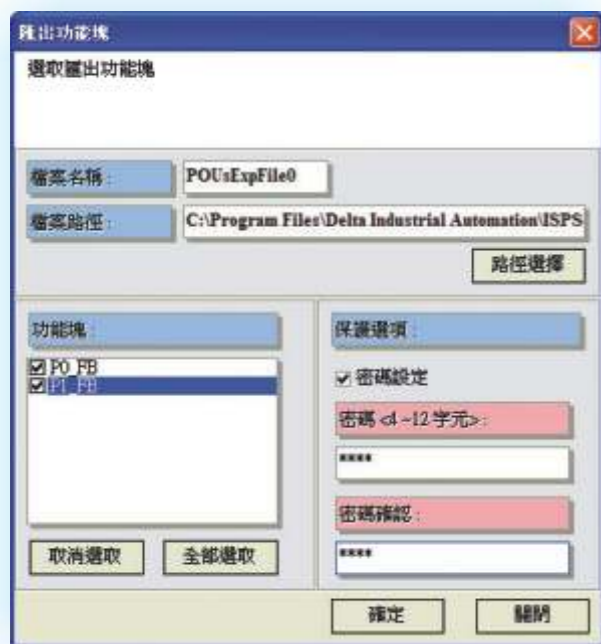 匯出功能塊
選取匯出功能塊
檔案名稱 :
POUsExpFile0
檔案路徑 :
C:\Program Files\Delta Industrial Automation\ISPS
路徑選擇
功能塊 :
P0_FB
P1_FB
取消選取
全部選取
保護選項 :
密碼設定
密碼 <4 ~12 字元> :
****
密碼確認 :
****
確定
關閉